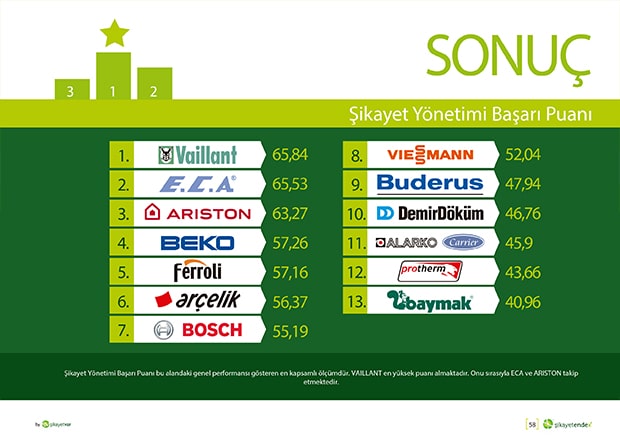 SONUÇ
3 1 2
Şikayet Yönetimi Başarı Puanı
1. Vaillant 65,84
2. E.C.A 65,53
3. ARISTON 63,27
4. BEKO 57,26
5. Ferroli 57,16
6. arçelik 56,37
7. BOSCH 55,19
8. VIESSMANN 52,04
9. Buderus 47,94
10. DemirDöküm 46,76
11. ALARKO Carrier 45,9
12. protherm 43,66
13. baymak 40,96
Şikayet Yönetimi Başarı Puanı bu alandaki genel performansı gösteren en kapsamlı ölçümdür. VAILLANT en yüksek puanı almaktadır. Onu sırasıyla ECA ve ARISTON takip
etmektedir.
By şikayetvar [58] şikayetendex